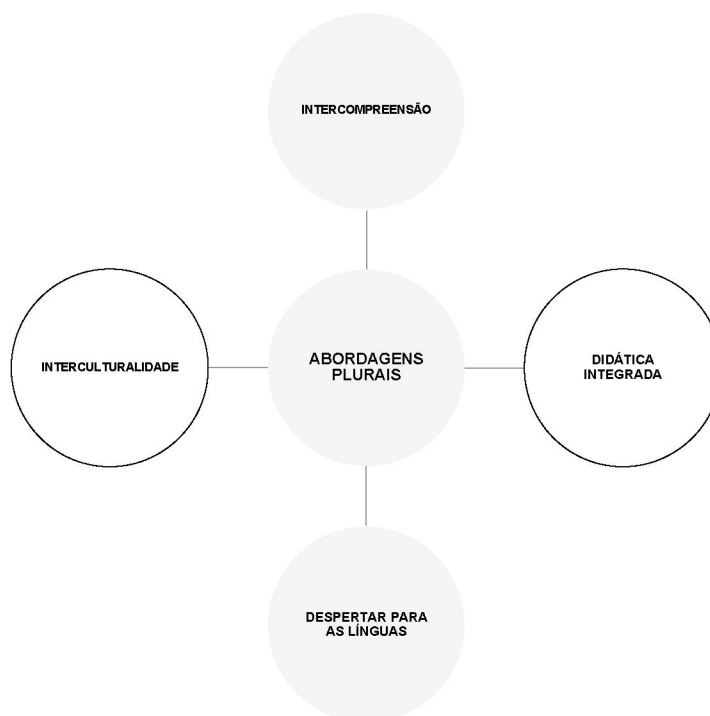 INTERCOMPREENSÃO
INTERCULTURALIDADE
ABORDAGENS
PLURAIS
DIDÁTICA
INTEGRADA
DESPERTAR PARA
AS LÍNGUAS